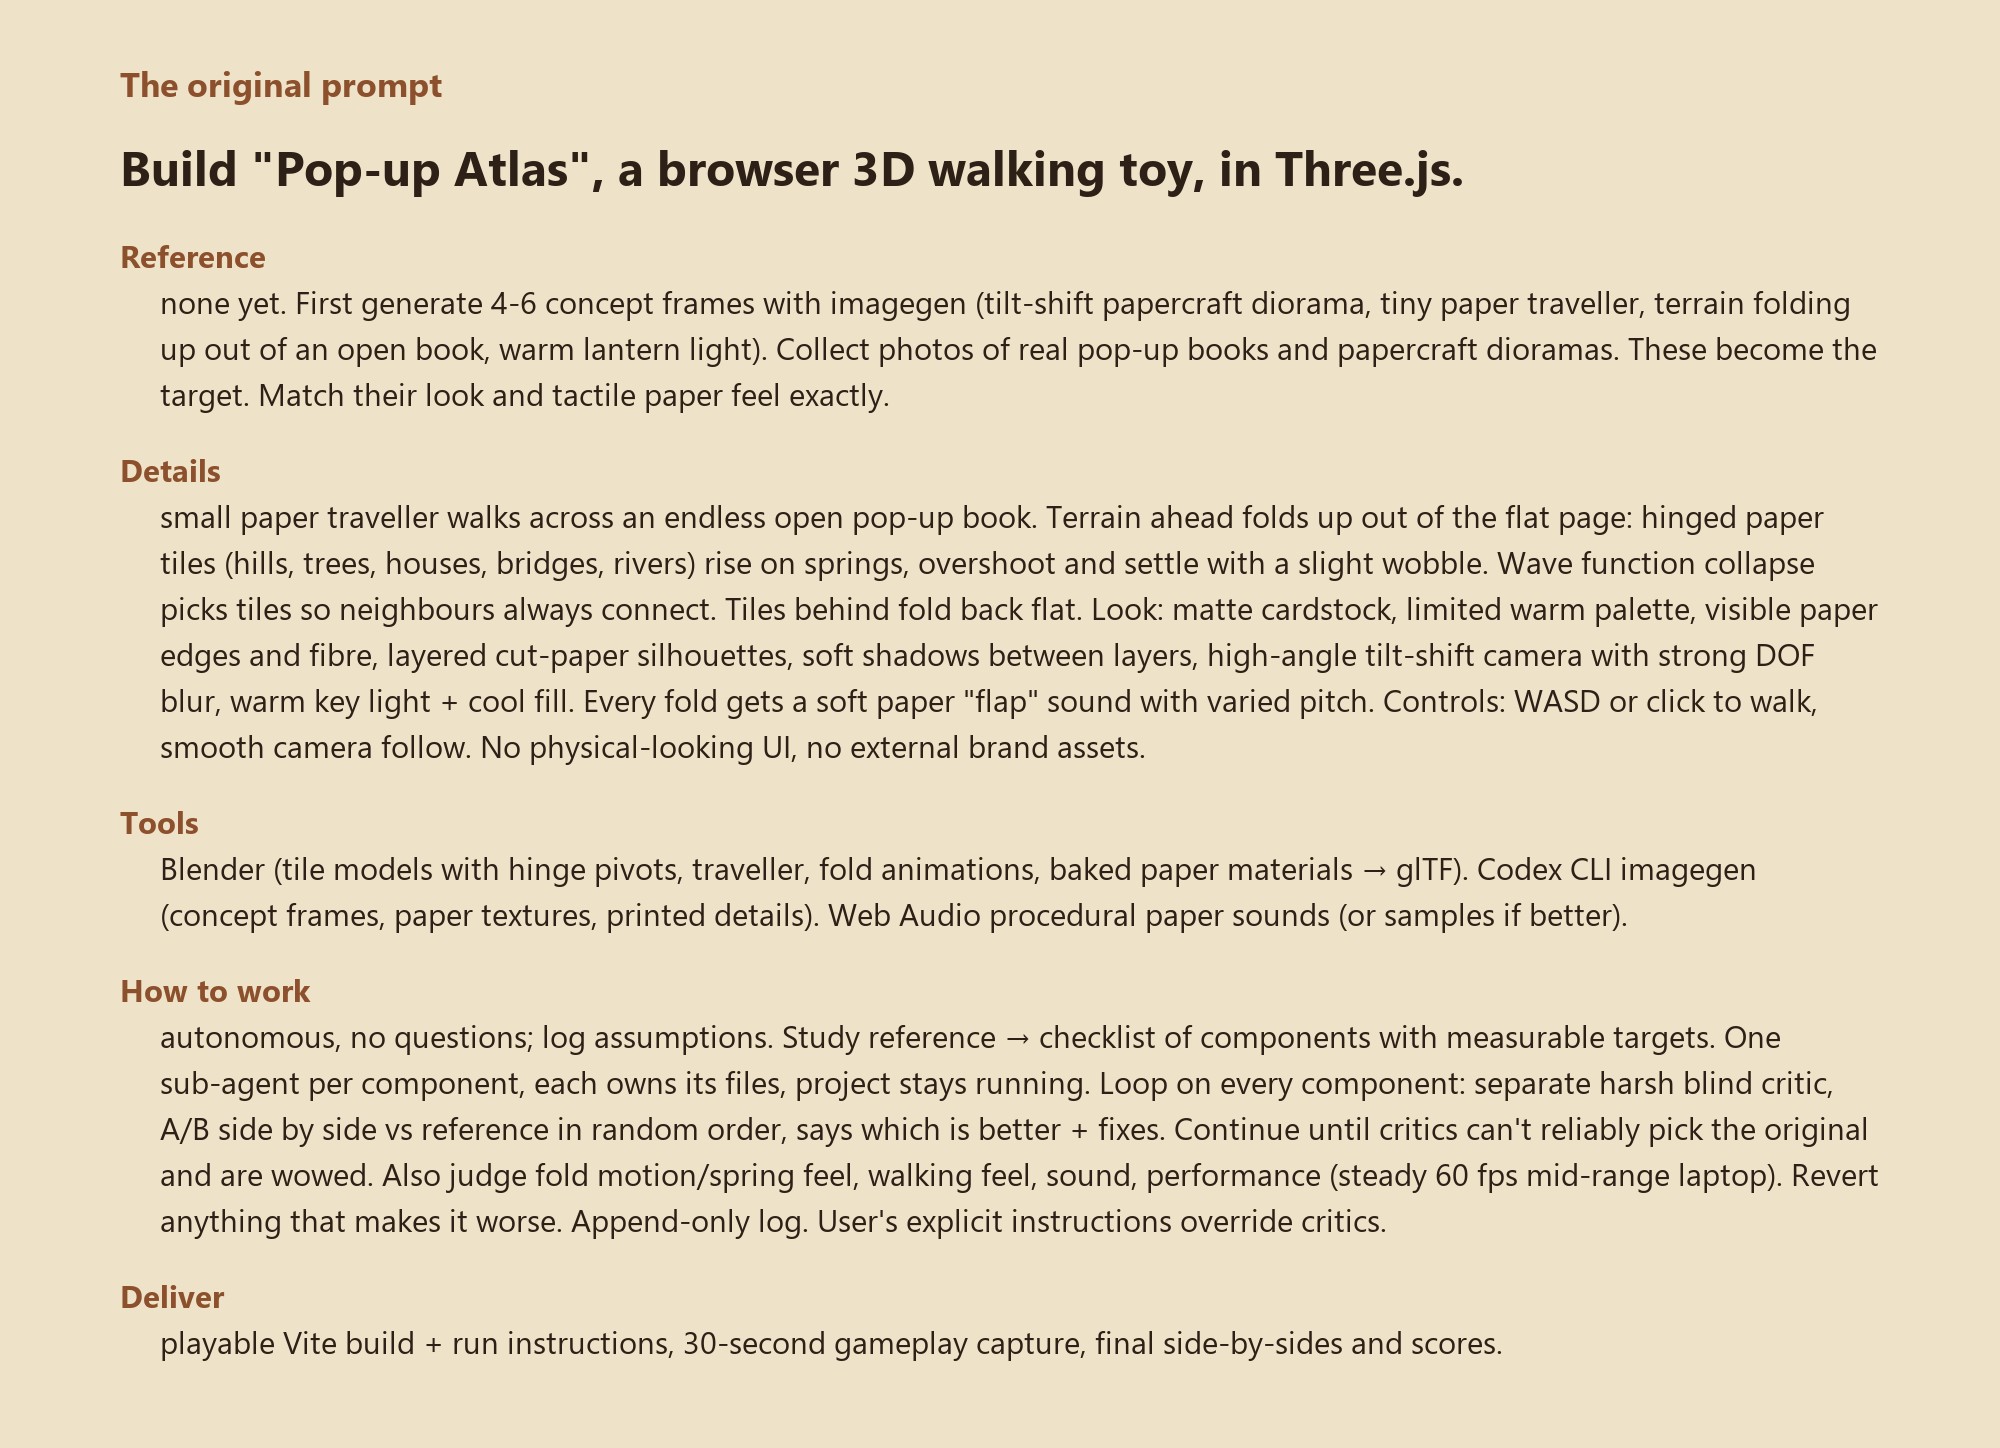 The original prompt
Build "Pop-up Atlas", a browser 3D walking toy, in Three.js.
Reference
none yet. First generate 4-6 concept frames with imagegen (tilt-shift papercraft diorama, tiny paper traveller, terrain folding
up out of an open book, warm lantern light). Collect photos of real pop-up books and papercraft dioramas. These become the
target. Match their look and tactile paper feel exactly.
Details
small paper traveller walks across an endless open pop-up book. Terrain ahead folds up out of the flat page: hinged paper
tiles (hills, trees, houses, bridges, rivers) rise on springs, overshoot and settle with a slight wobble. Wave function collapse
picks tiles so neighbours always connect. Tiles behind fold back flat. Look: matte cardstock, limited warm palette, visible paper
edges and fibre, layered cut-paper silhouettes, soft shadows between layers, high-angle tilt-shift camera with strong DOF
blur, warm key light + cool fill. Every fold gets a soft paper "flap" sound with varied pitch. Controls: WASD or click to walk,
smooth camera follow. No physical-looking UI, no external brand assets.
Tools
Blender (tile models with hinge pivots, traveller, fold animations, baked paper materials → glTF). Codex CLI imagegen
(concept frames, paper textures, printed details). Web Audio procedural paper sounds (or samples if better).
How to work
autonomous, no questions; log assumptions. Study reference → checklist of components with measurable targets. One
sub-agent per component, each owns its files, project stays running. Loop on every component: separate harsh blind critic,
A/B side by side vs reference in random order, says which is better + fixes. Continue until critics can't reliably pick the original
and are wowed. Also judge fold motion/spring feel, walking feel, sound, performance (steady 60 fps mid-range laptop). Revert
anything that makes it worse. Append-only log. User's explicit instructions override critics.
Deliver
playable Vite build + run instructions, 30-second gameplay capture, final side-by-sides and scores.